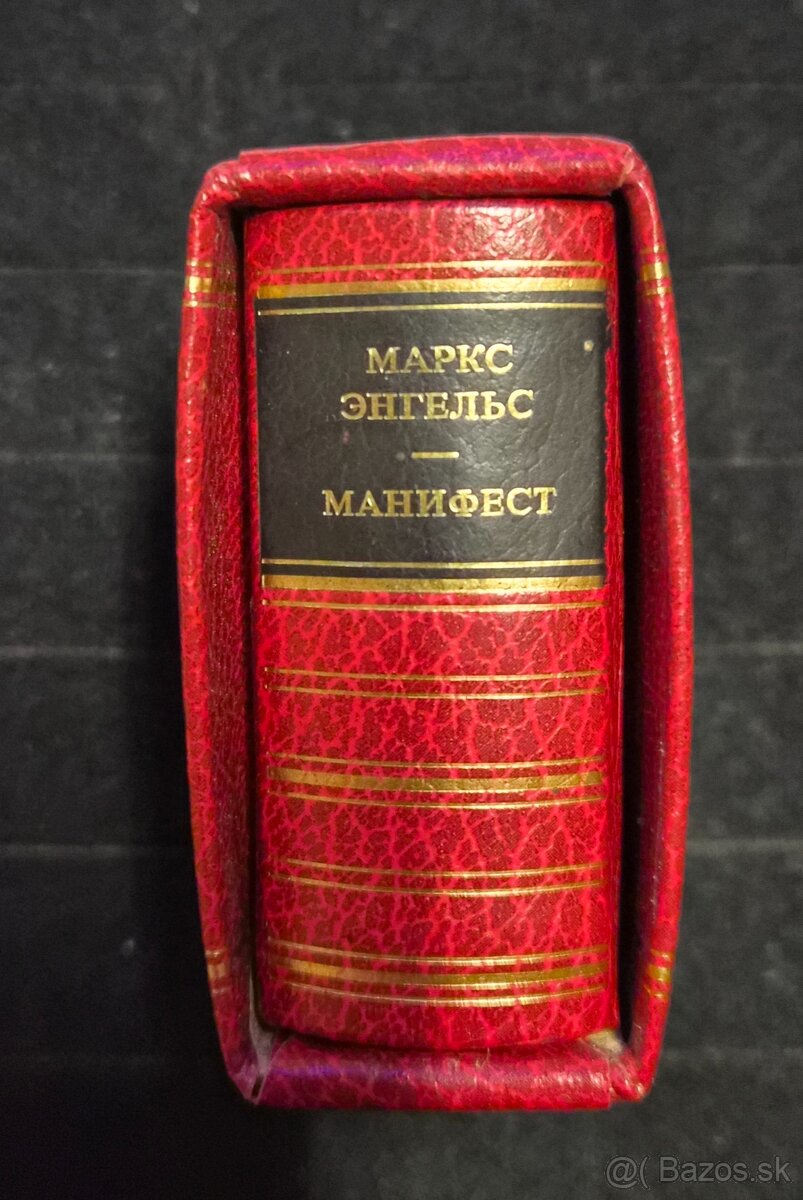 МАРКС
ЭНГЕЛЬС
—
МАНИФЕСТ
@( Bazos.sk